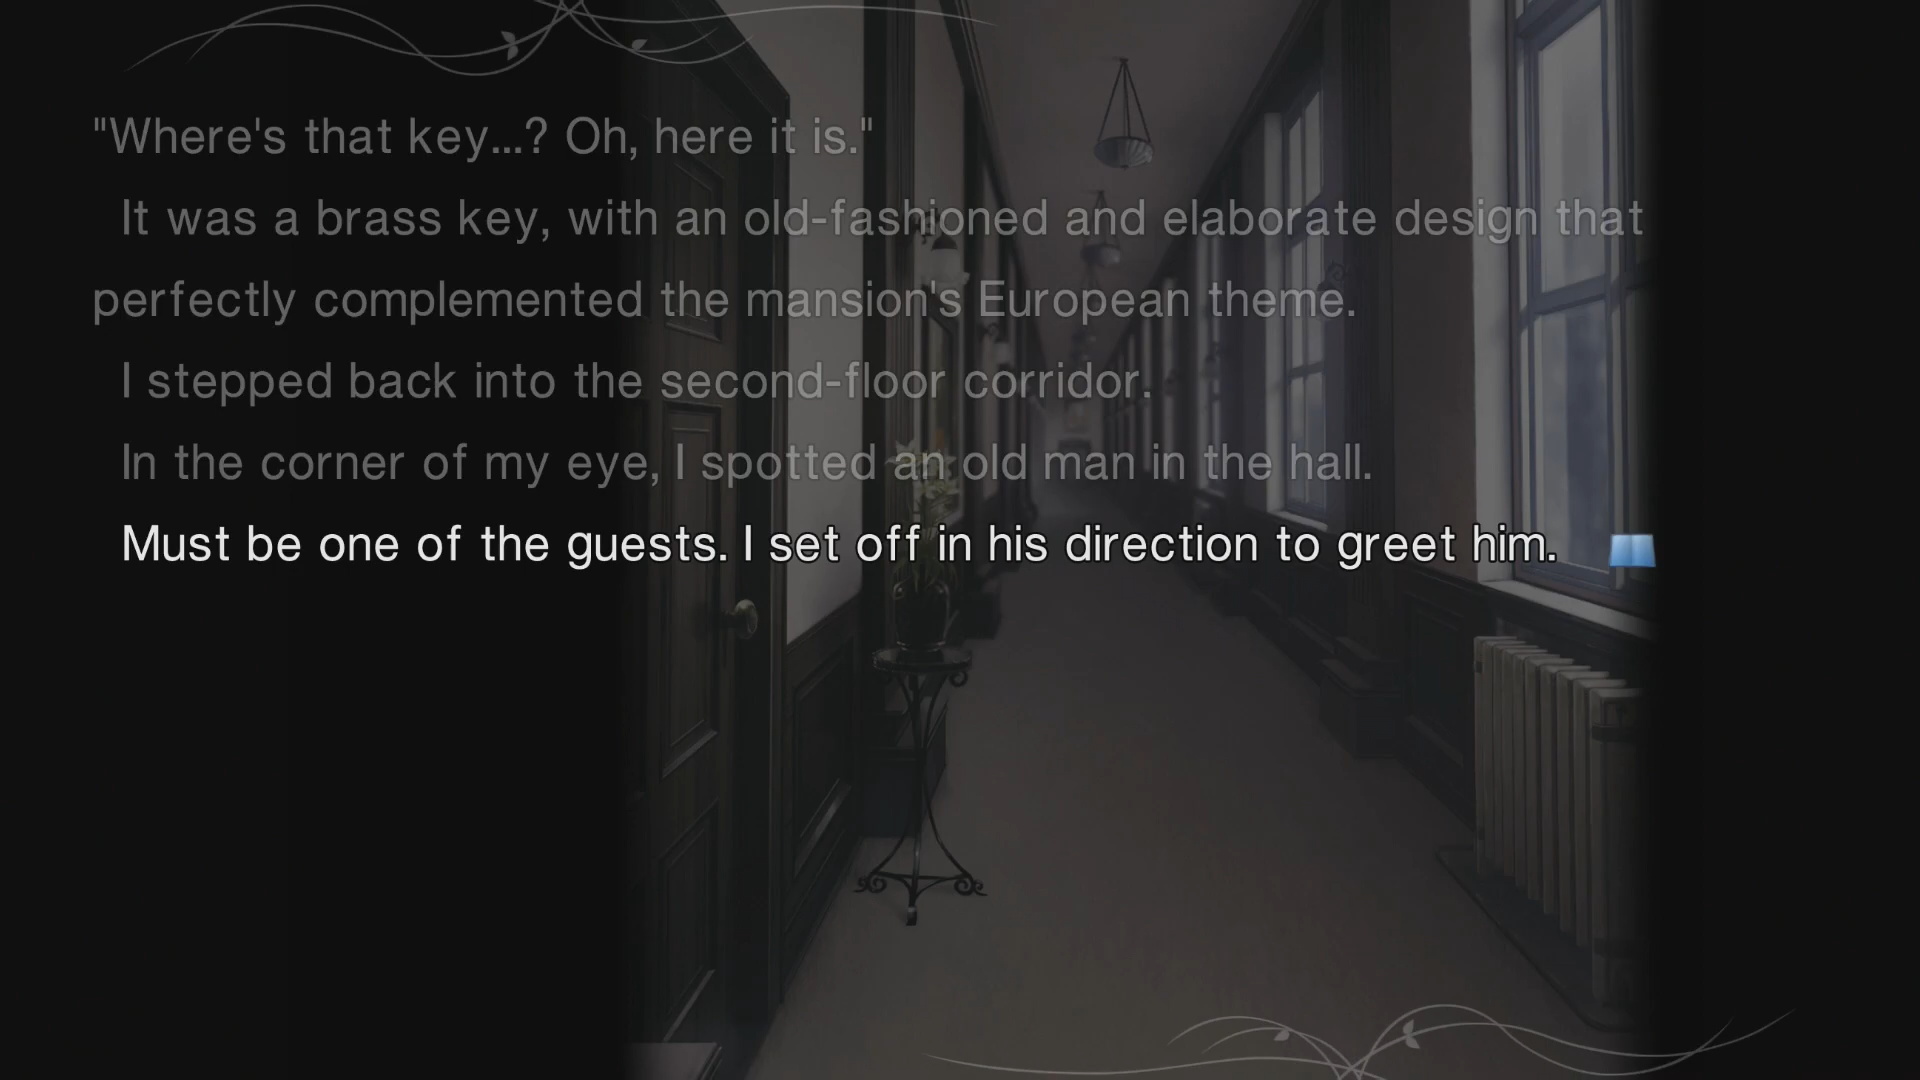 "Where's that key...? Oh, here it is."
It was a brass key, with an old-fashioned and elaborate design that
perfectly complemented the mansion's European theme.
I stepped back into the second-floor corridor.
In the corner of my eye, I spotted an old man in the hall.
Must be one of the guests. I set off in his direction to greet him.